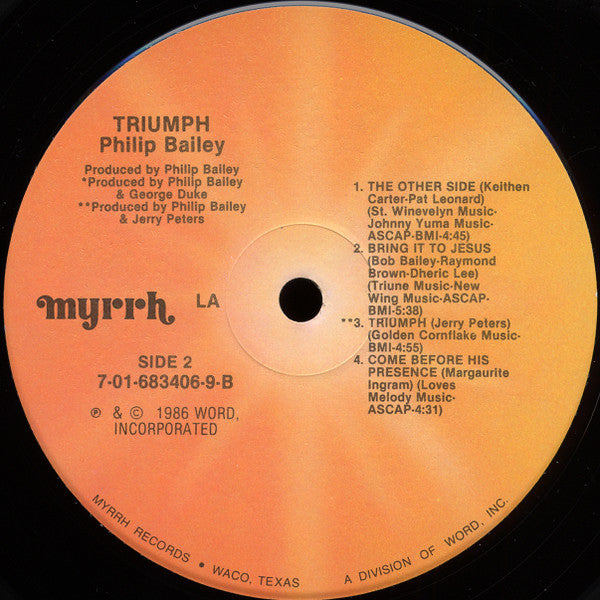 TRIUMPH
Philip Bailey
Produced by Philip Bailey
*Produced by Philip Bailey
& George Duke
**Produced by Philip Bailey
& Jerry Peters
myrrh LA
SIDE 2
7-01-683406-9-B
℗ & © 1986 WORD,
INCORPORATED
1. THE OTHER SIDE (Keithen
Carter-Pat Leonard)
(St. Winevelyn Music-
Johnny Yuma Music-
ASCAP-BMI-4:45)
2. BRING IT TO JESUS
(Bob Bailey-Raymond
Brown-Dheric Lee)
(Triune Music-New
Wing Music-ASCAP-
BMI-5:38)
**3. TRIUMPH (Jerry Peters)
(Golden Cornflake Music-
BMI-4:55)
4. COME BEFORE HIS
PRESENCE (Margaurite
Ingram) (Loves
Melody Music-
ASCAP-4:31)
MYRRH RECORDS • WACO, TEXAS A DIVISION OF WORD, INC.